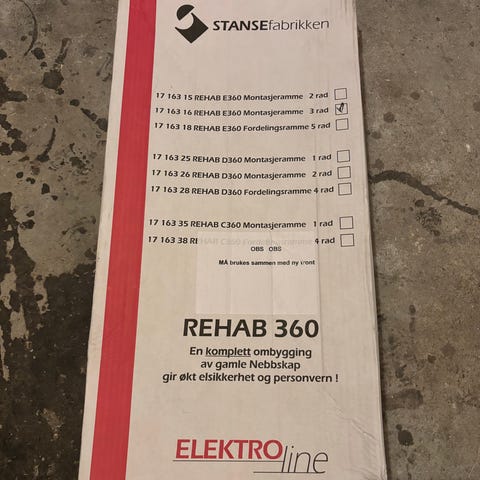 STANSEfabrikken
17 163 15 REHAB E360 Montasjeramme 2 rad
17 163 16 REHAB E360 Montasjeramme 3 rad
17 163 18 REHAB E360 Fordelingsramme 5 rad
17 163 25 REHAB D360 Montasjeramme 1 rad
17 163 26 REHAB D360 Montasjeramme 2 rad
17 163 28 REHAB D360 Fordelingsramme 4 rad
17 163 35 REHAB C360 Montasjeramme 1 rad
17 163 38 REHAB C360 Fordelingsramme 4 rad
OBS OBS
MÅ brukes sammen med ny front
REHAB 360
En komplett ombygging
av gamle Nebbskap
gir økt elsikkerhet og personvern !
ELEKTROline